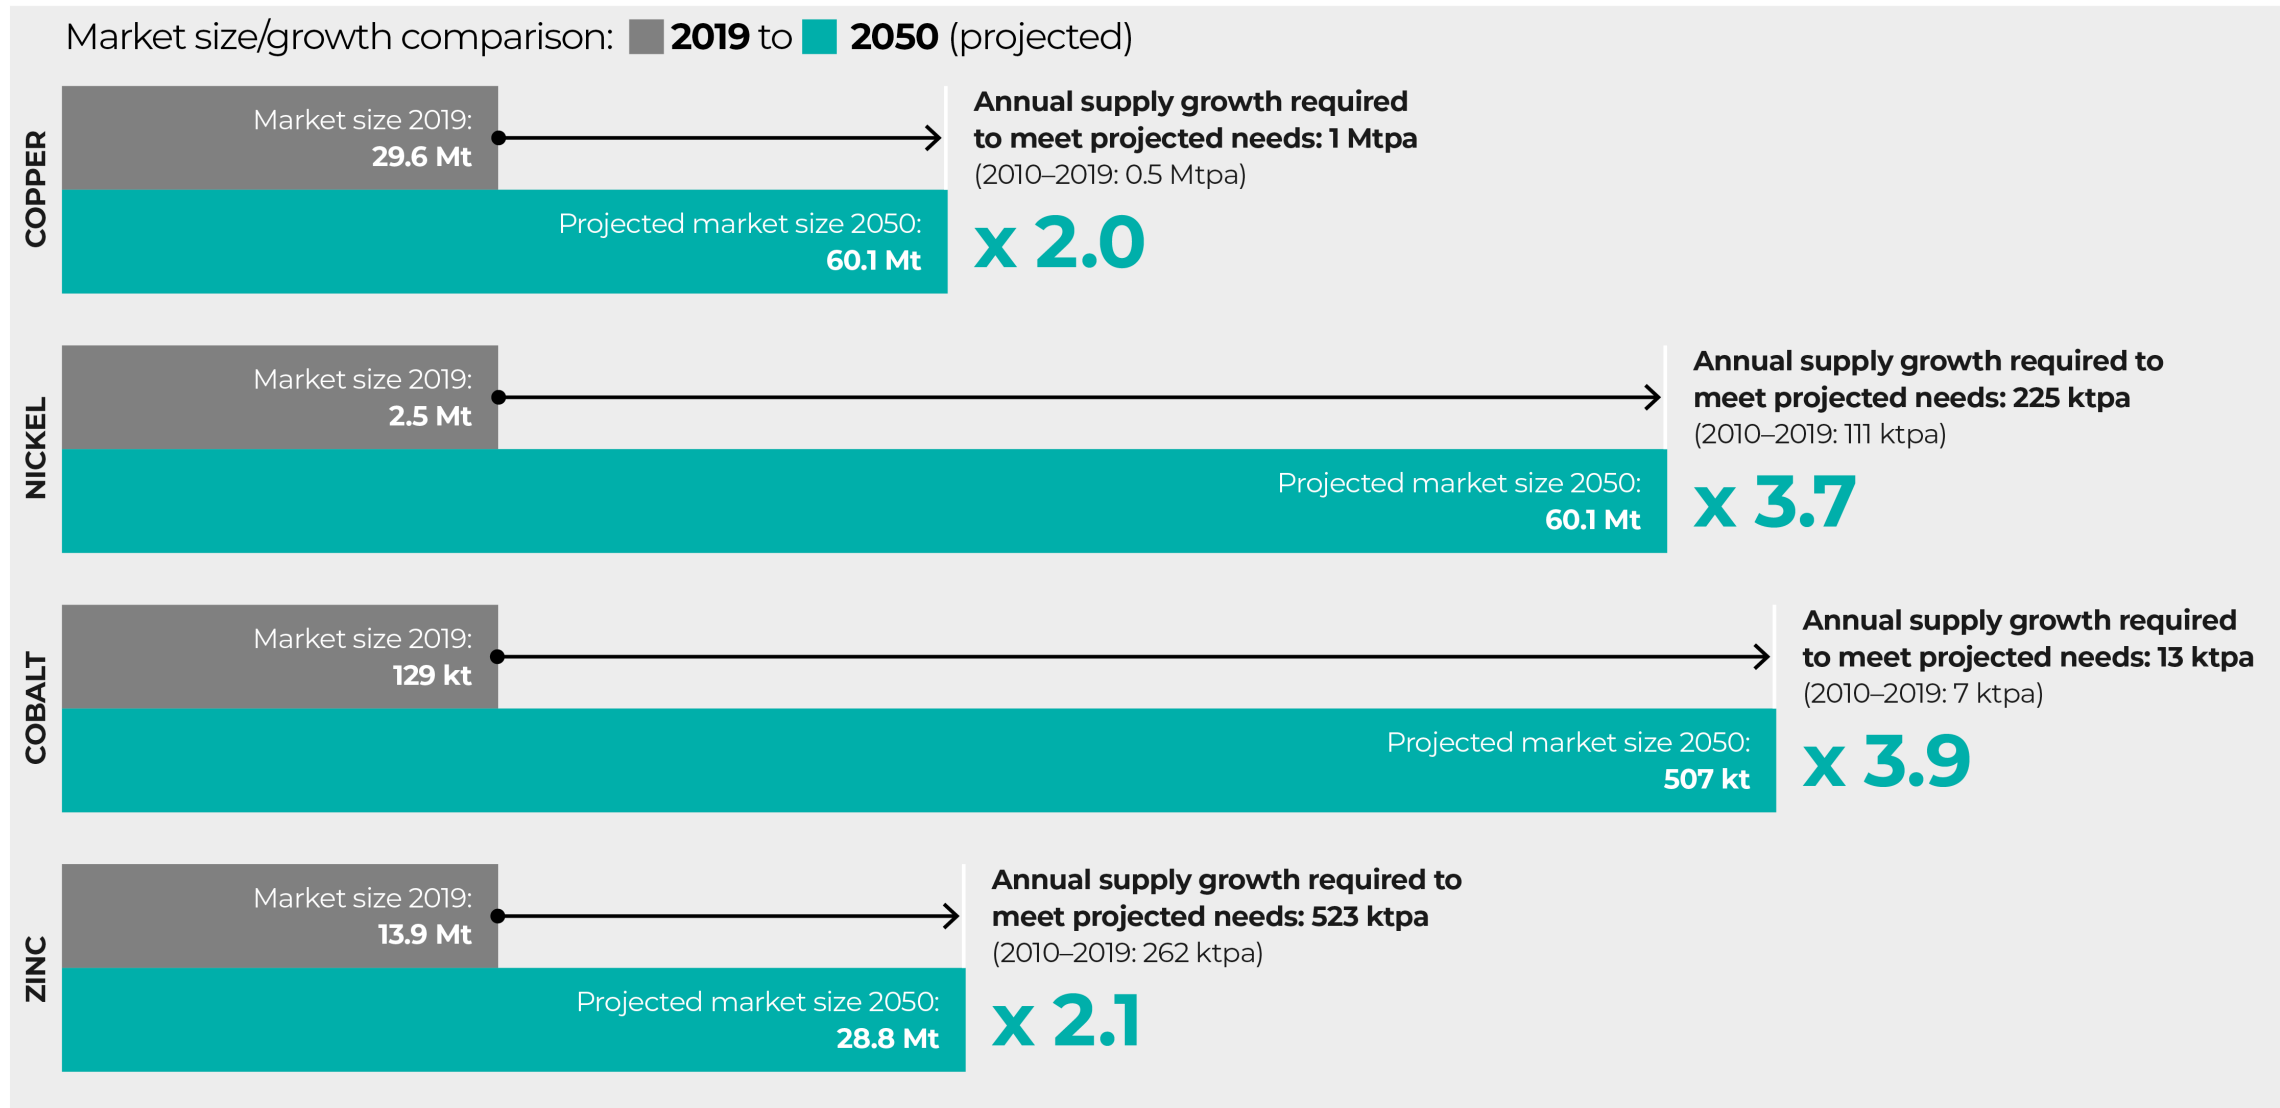 Market size/growth comparison: 2019 to 2050 (projected)
COPPER
Market size 2019:
29.6 Mt
Projected market size 2050:
60.1 Mt
Annual supply growth required
to meet projected needs: 1 Mtpa
(2010–2019: 0.5 Mtpa)
x 2.0
NICKEL
Market size 2019:
2.5 Mt
Projected market size 2050:
60.1 Mt
Annual supply growth required to
meet projected needs: 225 ktpa
(2010–2019: 111 ktpa)
x 3.7
COBALT
Market size 2019:
129 kt
Projected market size 2050:
507 kt
Annual supply growth required
to meet projected needs: 13 ktpa
(2010–2019: 7 ktpa)
x 3.9
ZINC
Market size 2019:
13.9 Mt
Projected market size 2050:
28.8 Mt
Annual supply growth required to
meet projected needs: 523 ktpa
(2010–2019: 262 ktpa)
x 2.1